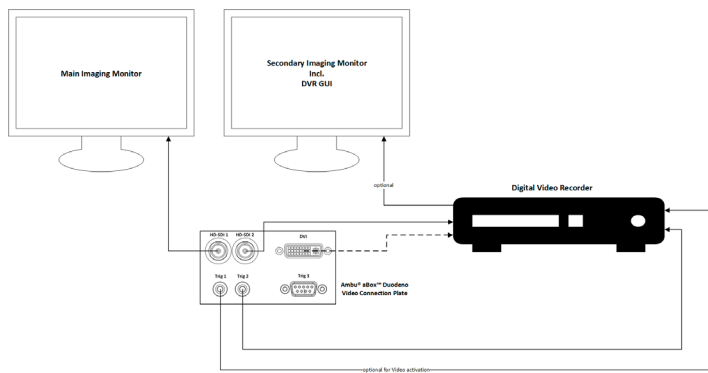 Main Imaging Monitor
Secondary Imaging Monitor
Incl.
DVR GUI
optional
Digital Video Recorder
HD-SDI 1
HD-SDI 2
DVI
Trig 1
Trig 2
Trig 3
Ambu® aBox™ Duodeno
Video Connection Plate
optional for Video activation